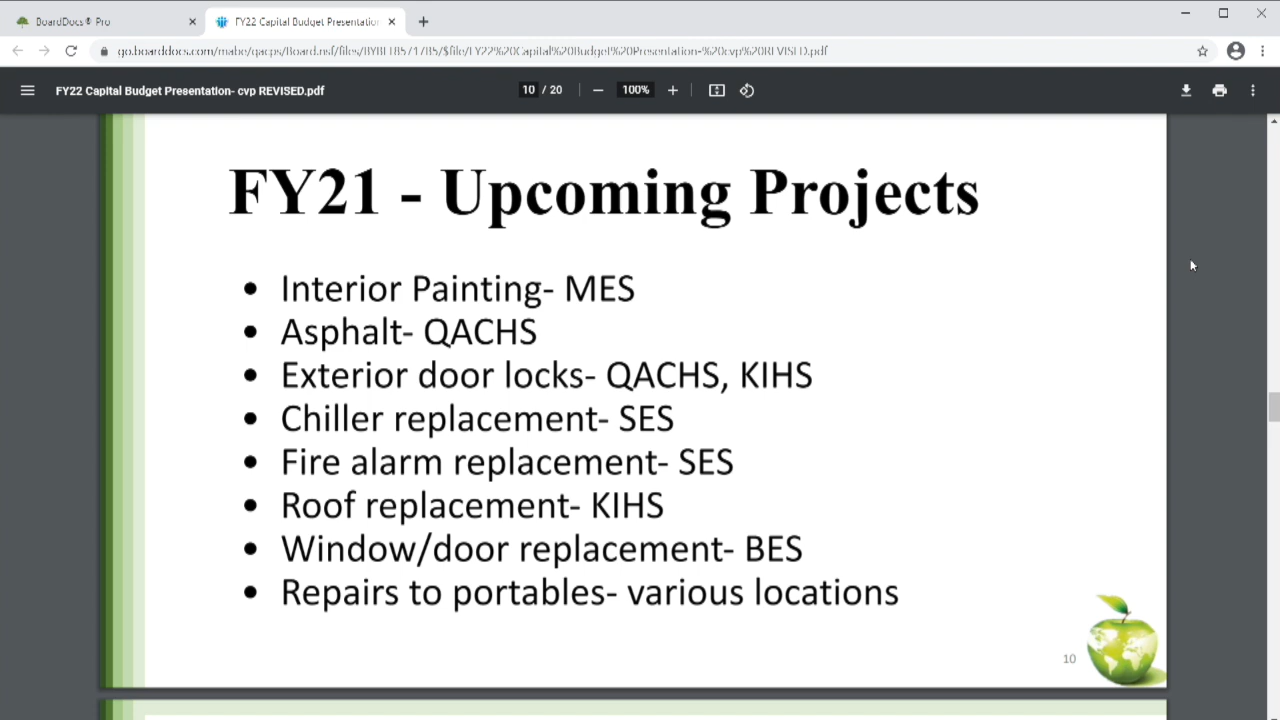 BoardDocs® Pro
FY22 Capital Budget Presentation
FY22 Capital Budget Presentation- cvp REVISED.pdf
10 / 20
100%
FY21 - Upcoming Projects
• Interior Painting- MES
• Asphalt- QACHS
• Exterior door locks- QACHS, KIHS
• Chiller replacement- SES
• Fire alarm replacement- SES
• Roof replacement- KIHS
• Window/door replacement- BES
• Repairs to portables- various locations
10